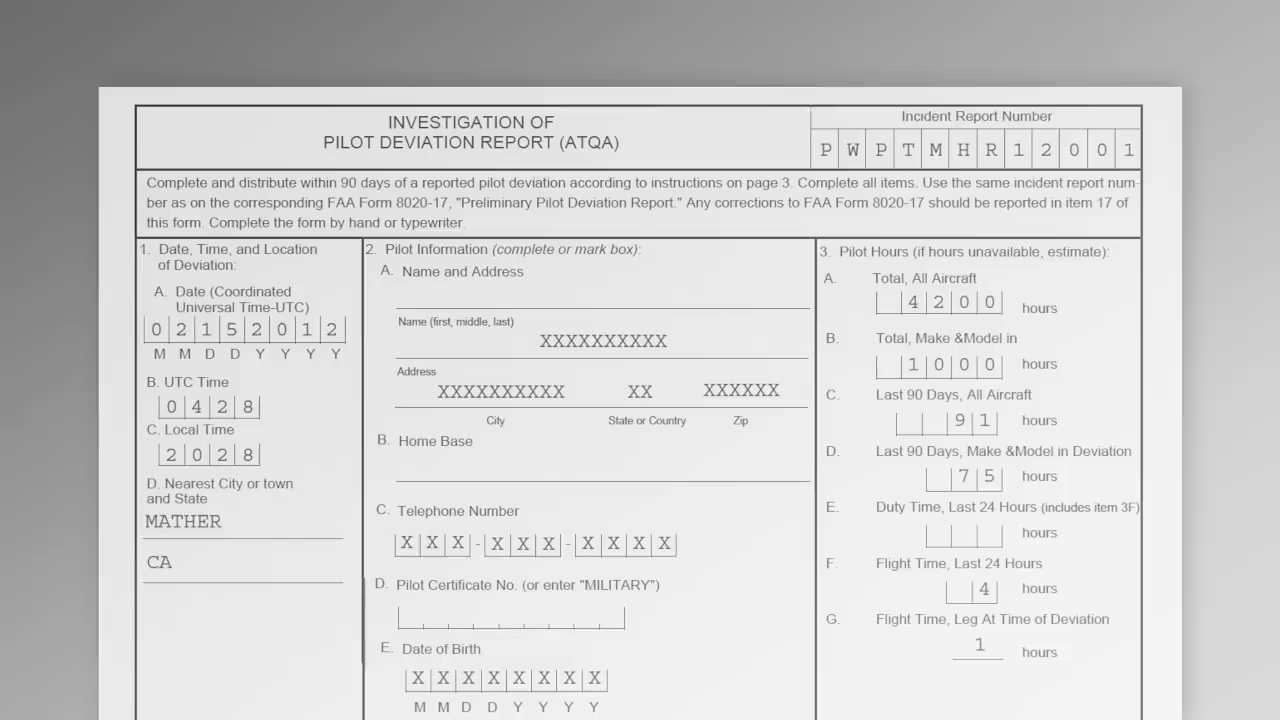 INVESTIGATION OF
PILOT DEVIATION REPORT (ATQA)
Incident Report Number
P W P T M H R 1 2 0 0 1
Complete and distribute within 90 days of a reported pilot deviation according to instructions on page 3. Complete all items. Use the same incident report num-
ber as on the corresponding FAA Form 8020-17, "Preliminary Pilot Deviation Report." Any corrections to FAA Form 8020-17 should be reported in item 17 of
this form. Complete the form by hand or typewriter.
1. Date, Time, and Location
of Deviation:
A. Date (Coordinated
Universal Time-UTC)
0 2 1 5 2 0 1 2
M M D D Y Y Y Y
B. UTC Time
0 4 2 8
C. Local Time
2 0 2 8
D. Nearest City or town
and State
MATHER
CA
2. Pilot Information (complete or mark box):
A. Name and Address
Name (first, middle, last)
XXXXXXXXXX
Address
XXXXXXXXXX XX XXXXXX
City State or Country Zip
B. Home Base
C. Telephone Number
X X X - X X X - X X X X
D. Pilot Certificate No. (or enter "MILITARY")
E. Date of Birth
X X X X X X X X
M M D D Y Y Y Y
3. Pilot Hours (if hours unavailable, estimate):
A. Total, All Aircraft
4 2 0 0 hours
B. Total, Make &Model in
1 0 0 0 hours
C. Last 90 Days, All Aircraft
9 1 hours
D. Last 90 Days, Make &Model in Deviation
7 5 hours
E. Duty Time, Last 24 Hours (includes item 3F)
hours
F. Flight Time, Last 24 Hours
4 hours
G. Flight Time, Leg At Time of Deviation
1 hours